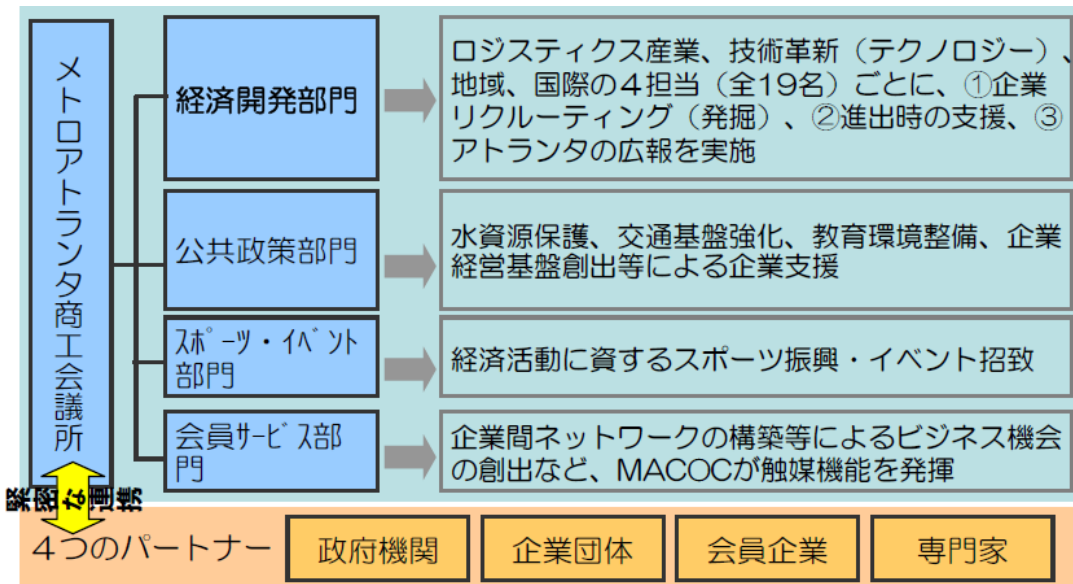 メトロアトランタ商工会議所
経済開発部門
ロジスティクス産業、技術革新（テクノロジー）、
地域、国際の４担当（全19名）ごとに、①企業
リクルーティング（発掘）、②進出時の支援、③
アトランタの広報を実施
公共政策部門
水資源保護、交通基盤強化、教育環境整備、企業
経営基盤創出等による企業支援
ｽﾎﾟｰﾂ・ｲﾍﾞﾝﾄ
部門
経済活動に資するスポーツ振興・イベント招致
会員ｻｰﾋﾞｽ部
門
企業間ネットワークの構築等によるビジネス機会
の創出など、MACOCが触媒機能を発揮
緊密な連携
４つのパートナー
政府機関
企業団体
会員企業
専門家